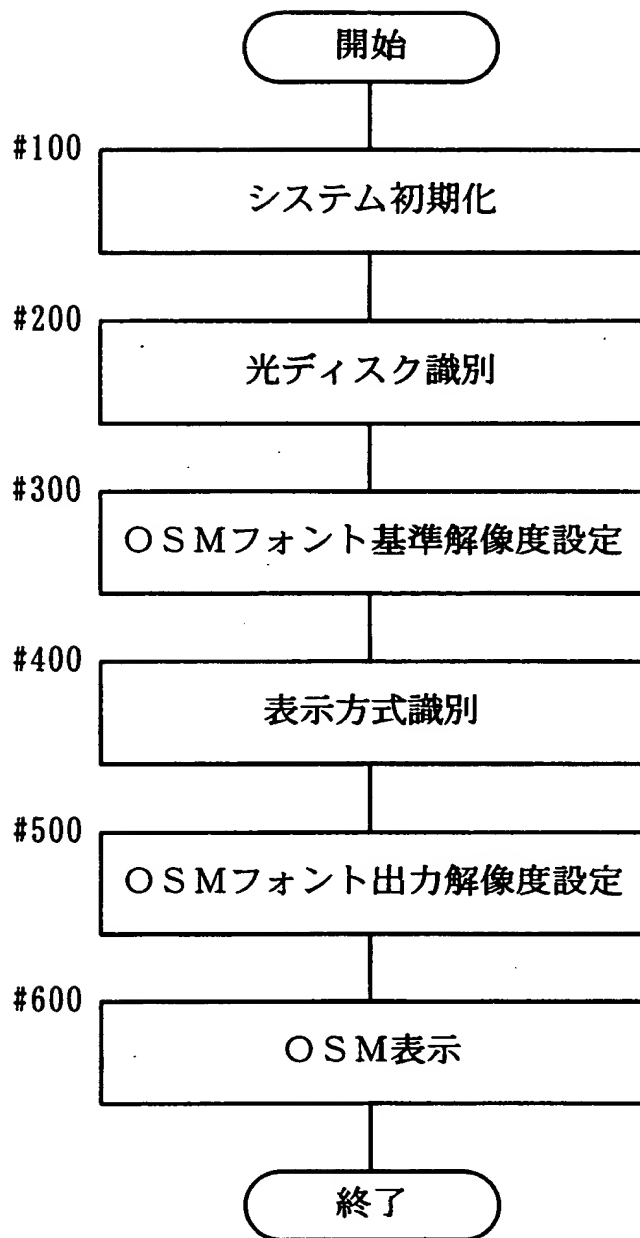 開始
#100
システム初期化
#200
光ディスク識別
#300
OSMフォント基準解像度設定
#400
表示方式識別
#500
OSMフォント出力解像度設定
#600
OSM表示
終了